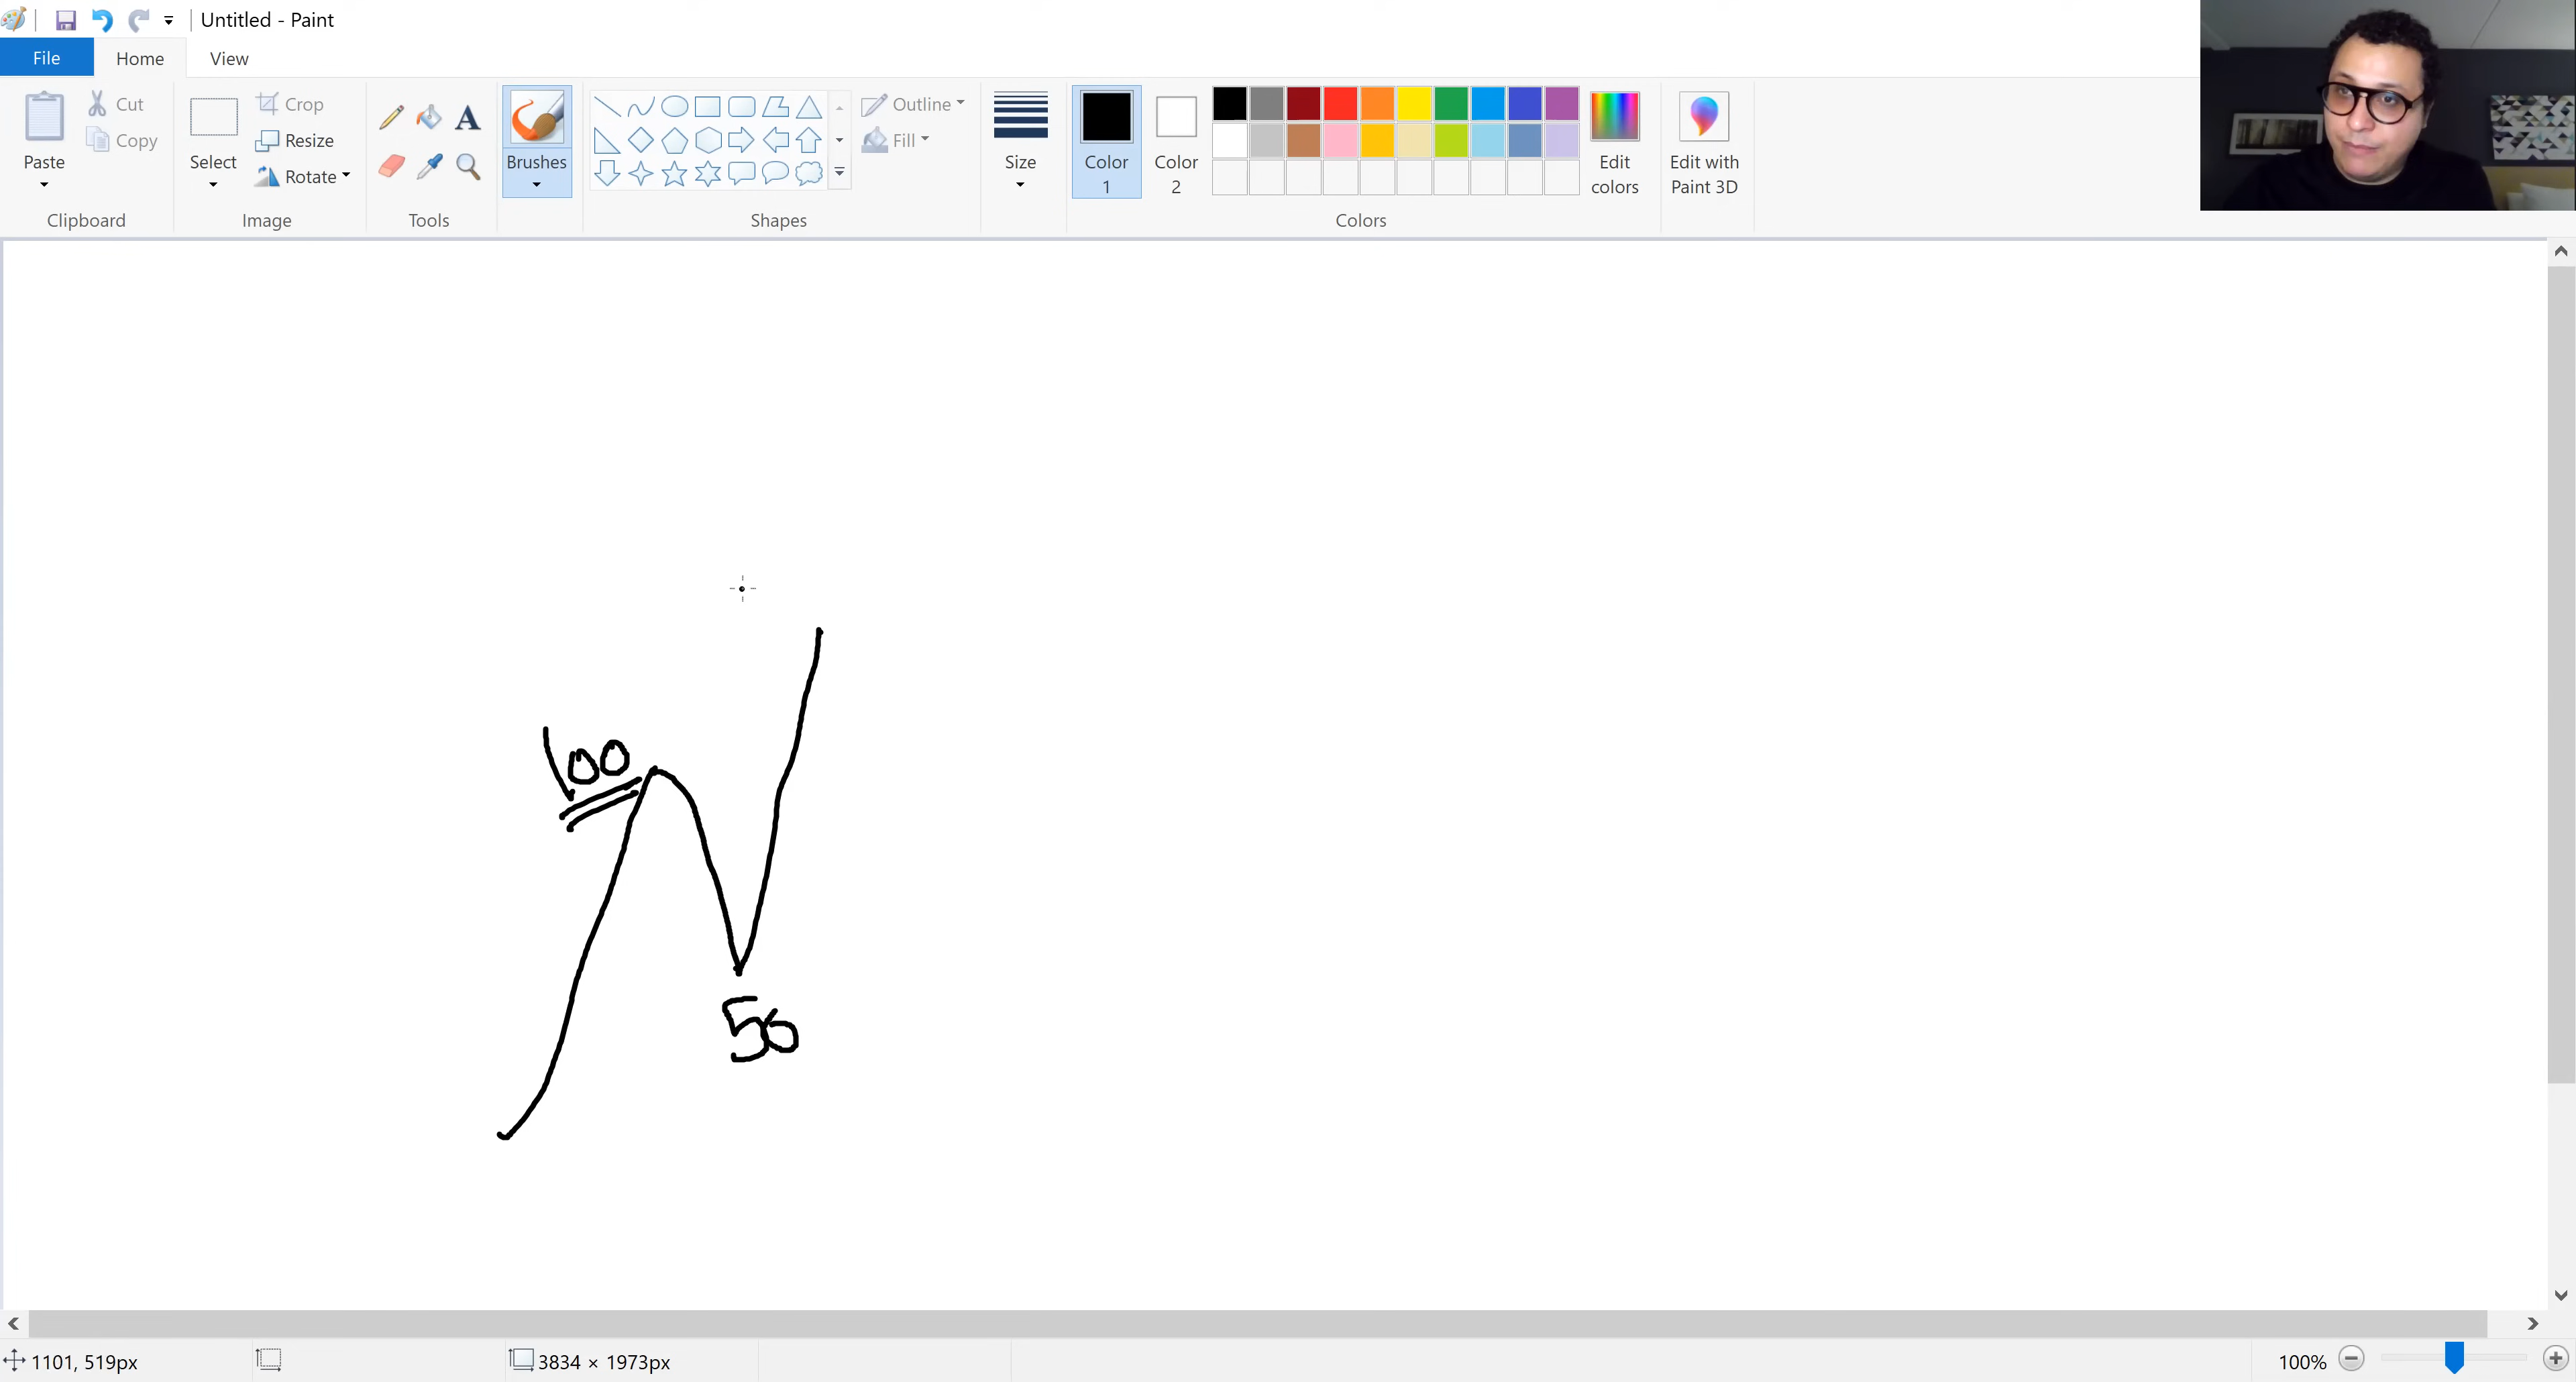 Untitled - Paint
File Home View
Paste
Cut
Copy
Clipboard
Select
Crop
Resize
Rotate
Image
Tools
Brushes
Shapes
Outline
Fill
Size
Color 1
Color 2
Edit colors
Colors
Edit with Paint 3D
100
50
1101, 519px
3834 × 1973px
100%